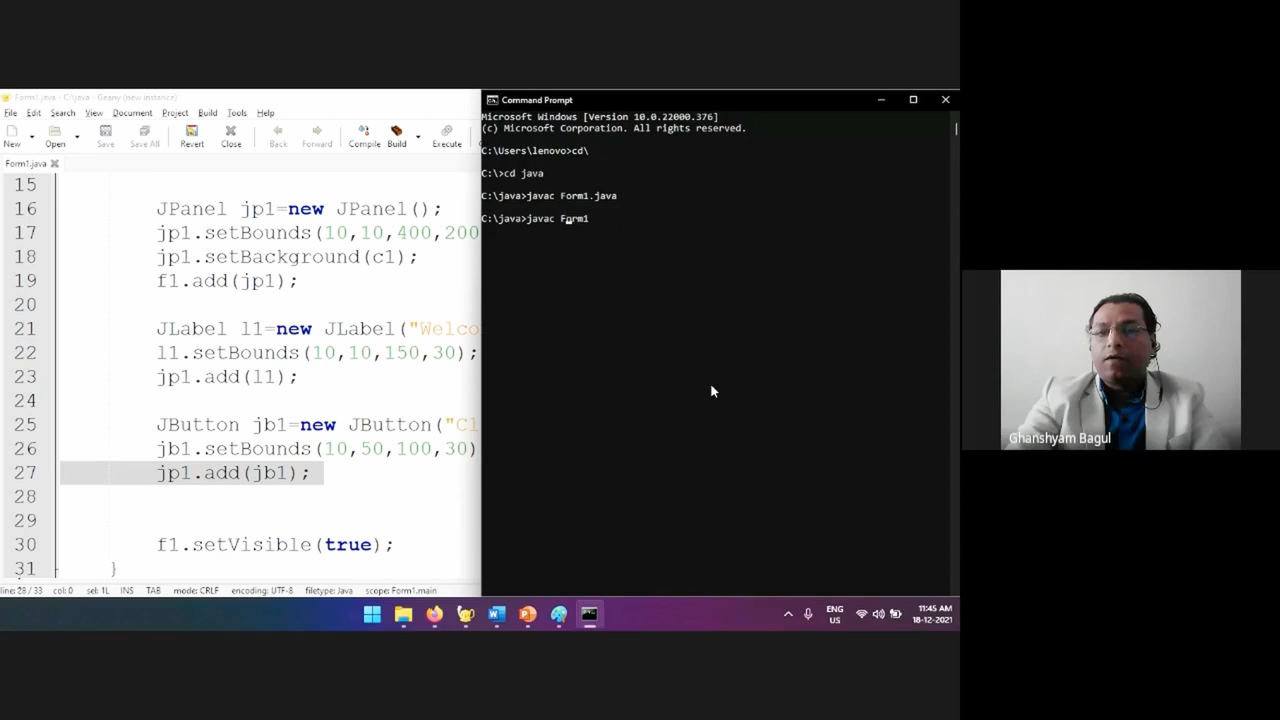 Form1.java - C:\java - Geany (new instance)
File Edit Search View Document Project Build Tools Help
New Open Save Save All Revert Close Back Forward Compile Build Execute
Form1.java
15
16 JPanel jp1=new JPanel();
17 jp1.setBounds(10,10,400,200
18 jp1.setBackground(c1);
19 f1.add(jp1);
20
21 JLabel l1=new JLabel("Welco
22 l1.setBounds(10,10,150,30);
23 jp1.add(l1);
24
25 JButton jb1=new JButton("Cl
26 jb1.setBounds(10,50,100,30)
27 jp1.add(jb1);
28
29
30 f1.setVisible(true);
31 }
line: 28 / 33 col: 0 sel: 1L INS TAB mode: CRLF encoding: UTF-8 filetype: Java scope: Form1.main
Command Prompt
Microsoft Windows [Version 10.0.22000.376]
(c) Microsoft Corporation. All rights reserved.
C:\Users\lenovo>cd\
C:\>cd java
C:\java>javac Form1.java
C:\java>javac Form1
ENG
US
11:45 AM
18-12-2021
Ghanshyam Bagul